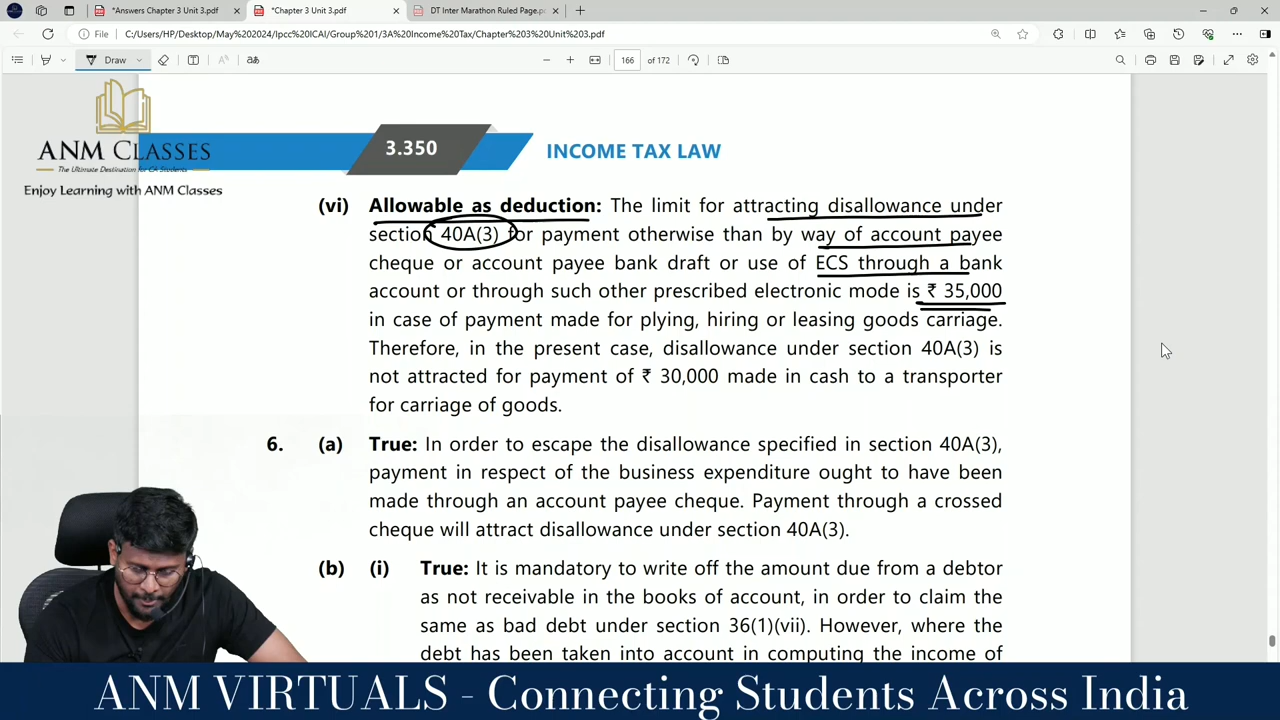 *Answers Chapter 3 Unit 3.pdf
*Chapter 3 Unit 3.pdf
DT Inter Marathon Ruled Page.p
File
C:/Users/HP/Desktop/May%202024/Ipcc%20ICAI/Group%201/3A%20Income%20Tax/Chapter%203%20Unit%203.pdf
Draw
166 of 172
ANM CLASSES
The Ultimate Destination for CA Students
Enjoy Learning with ANM Classes
3.350 INCOME TAX LAW
(vi) Allowable as deduction: The limit for attracting disallowance under
section 40A(3) for payment otherwise than by way of account payee
cheque or account payee bank draft or use of ECS through a bank
account or through such other prescribed electronic mode is ₹ 35,000
in case of payment made for plying, hiring or leasing goods carriage.
Therefore, in the present case, disallowance under section 40A(3) is
not attracted for payment of ₹ 30,000 made in cash to a transporter
for carriage of goods.
6. (a) True: In order to escape the disallowance specified in section 40A(3),
payment in respect of the business expenditure ought to have been
made through an account payee cheque. Payment through a crossed
cheque will attract disallowance under section 40A(3).
(b) (i) True: It is mandatory to write off the amount due from a debtor
as not receivable in the books of account, in order to claim the
same as bad debt under section 36(1)(vii). However, where the
debt has been taken into account in computing the income of
ANM VIRTUALS - Connecting Students Across India